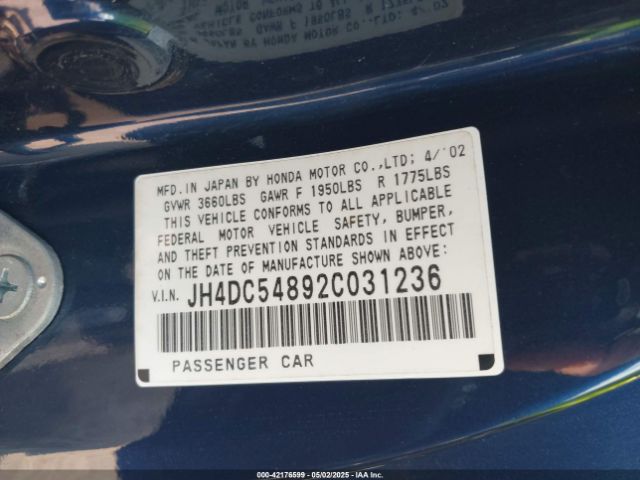 MFD.IN JAPAN BY HONDA MOTOR CO.,LTD; 4/'02
GVWR 3660LBS GAWR F 1950LBS R 1775LBS
THIS VEHICLE CONFORMS TO ALL APPLICABLE
FEDERAL MOTOR VEHICLE SAFETY, BUMPER,
AND THEFT PREVENTION STANDARDS IN EFFECT
ON THE DATE OF MANUFACTURE SHOWN ABOVE:
V.I.N. JH4DC54892C031236
PASSENGER CAR
000-42176599 - 05/02/2025 - IAAI.COM